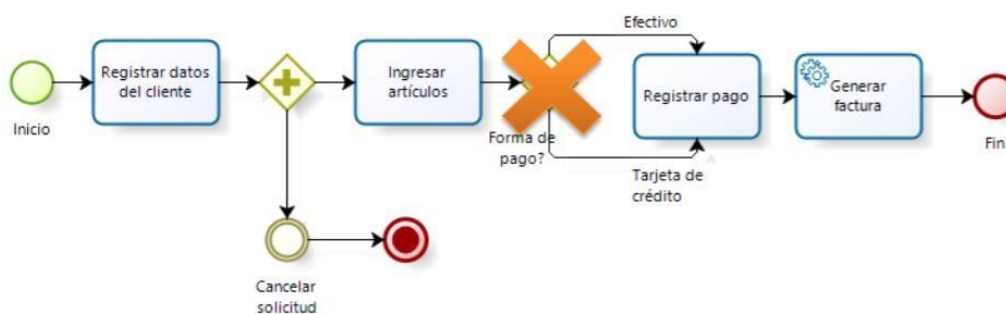 Efectivo
Registrar datos
del cliente
Ingresar
artículos
Registrar pago
Generar
factura
Inicio
Forma de
pago?
Fin
Tarjeta de
crédito
Cancelar
solicitud